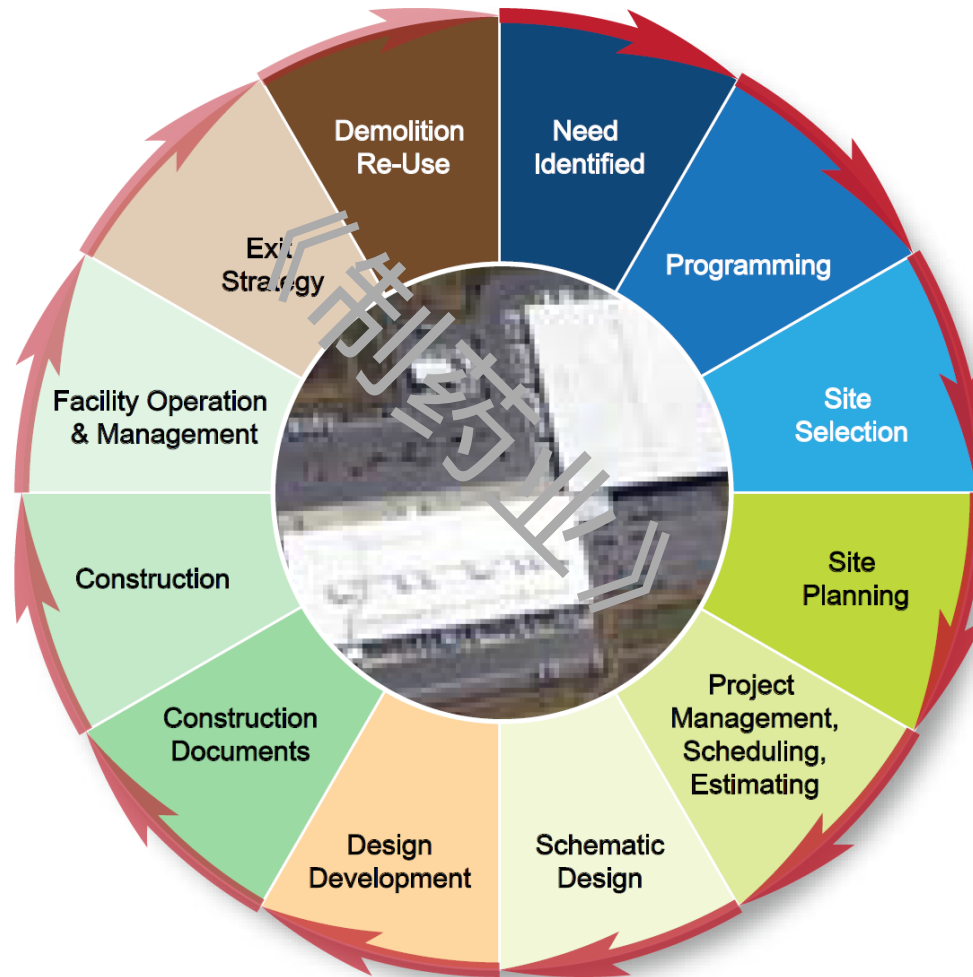 Need
Identified
Programming
Site
Selection
Site
Planning
Project
Management,
Scheduling,
Estimating
Schematic
Design
Design
Development
Construction
Documents
Construction
Facility Operation
& Management
Exit
Strategy
Demolition
Re-Use
《制药业》